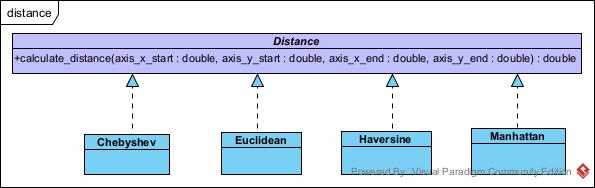 distance
Distance
+calculate_distance(axis_x_start : double, axis_y_start : double, axis_x_end : double, axis_y_end : double) : double
Chebyshev
Euclidean
Haversine
Manhattan
Powered By Visual Paradigm Community Edition